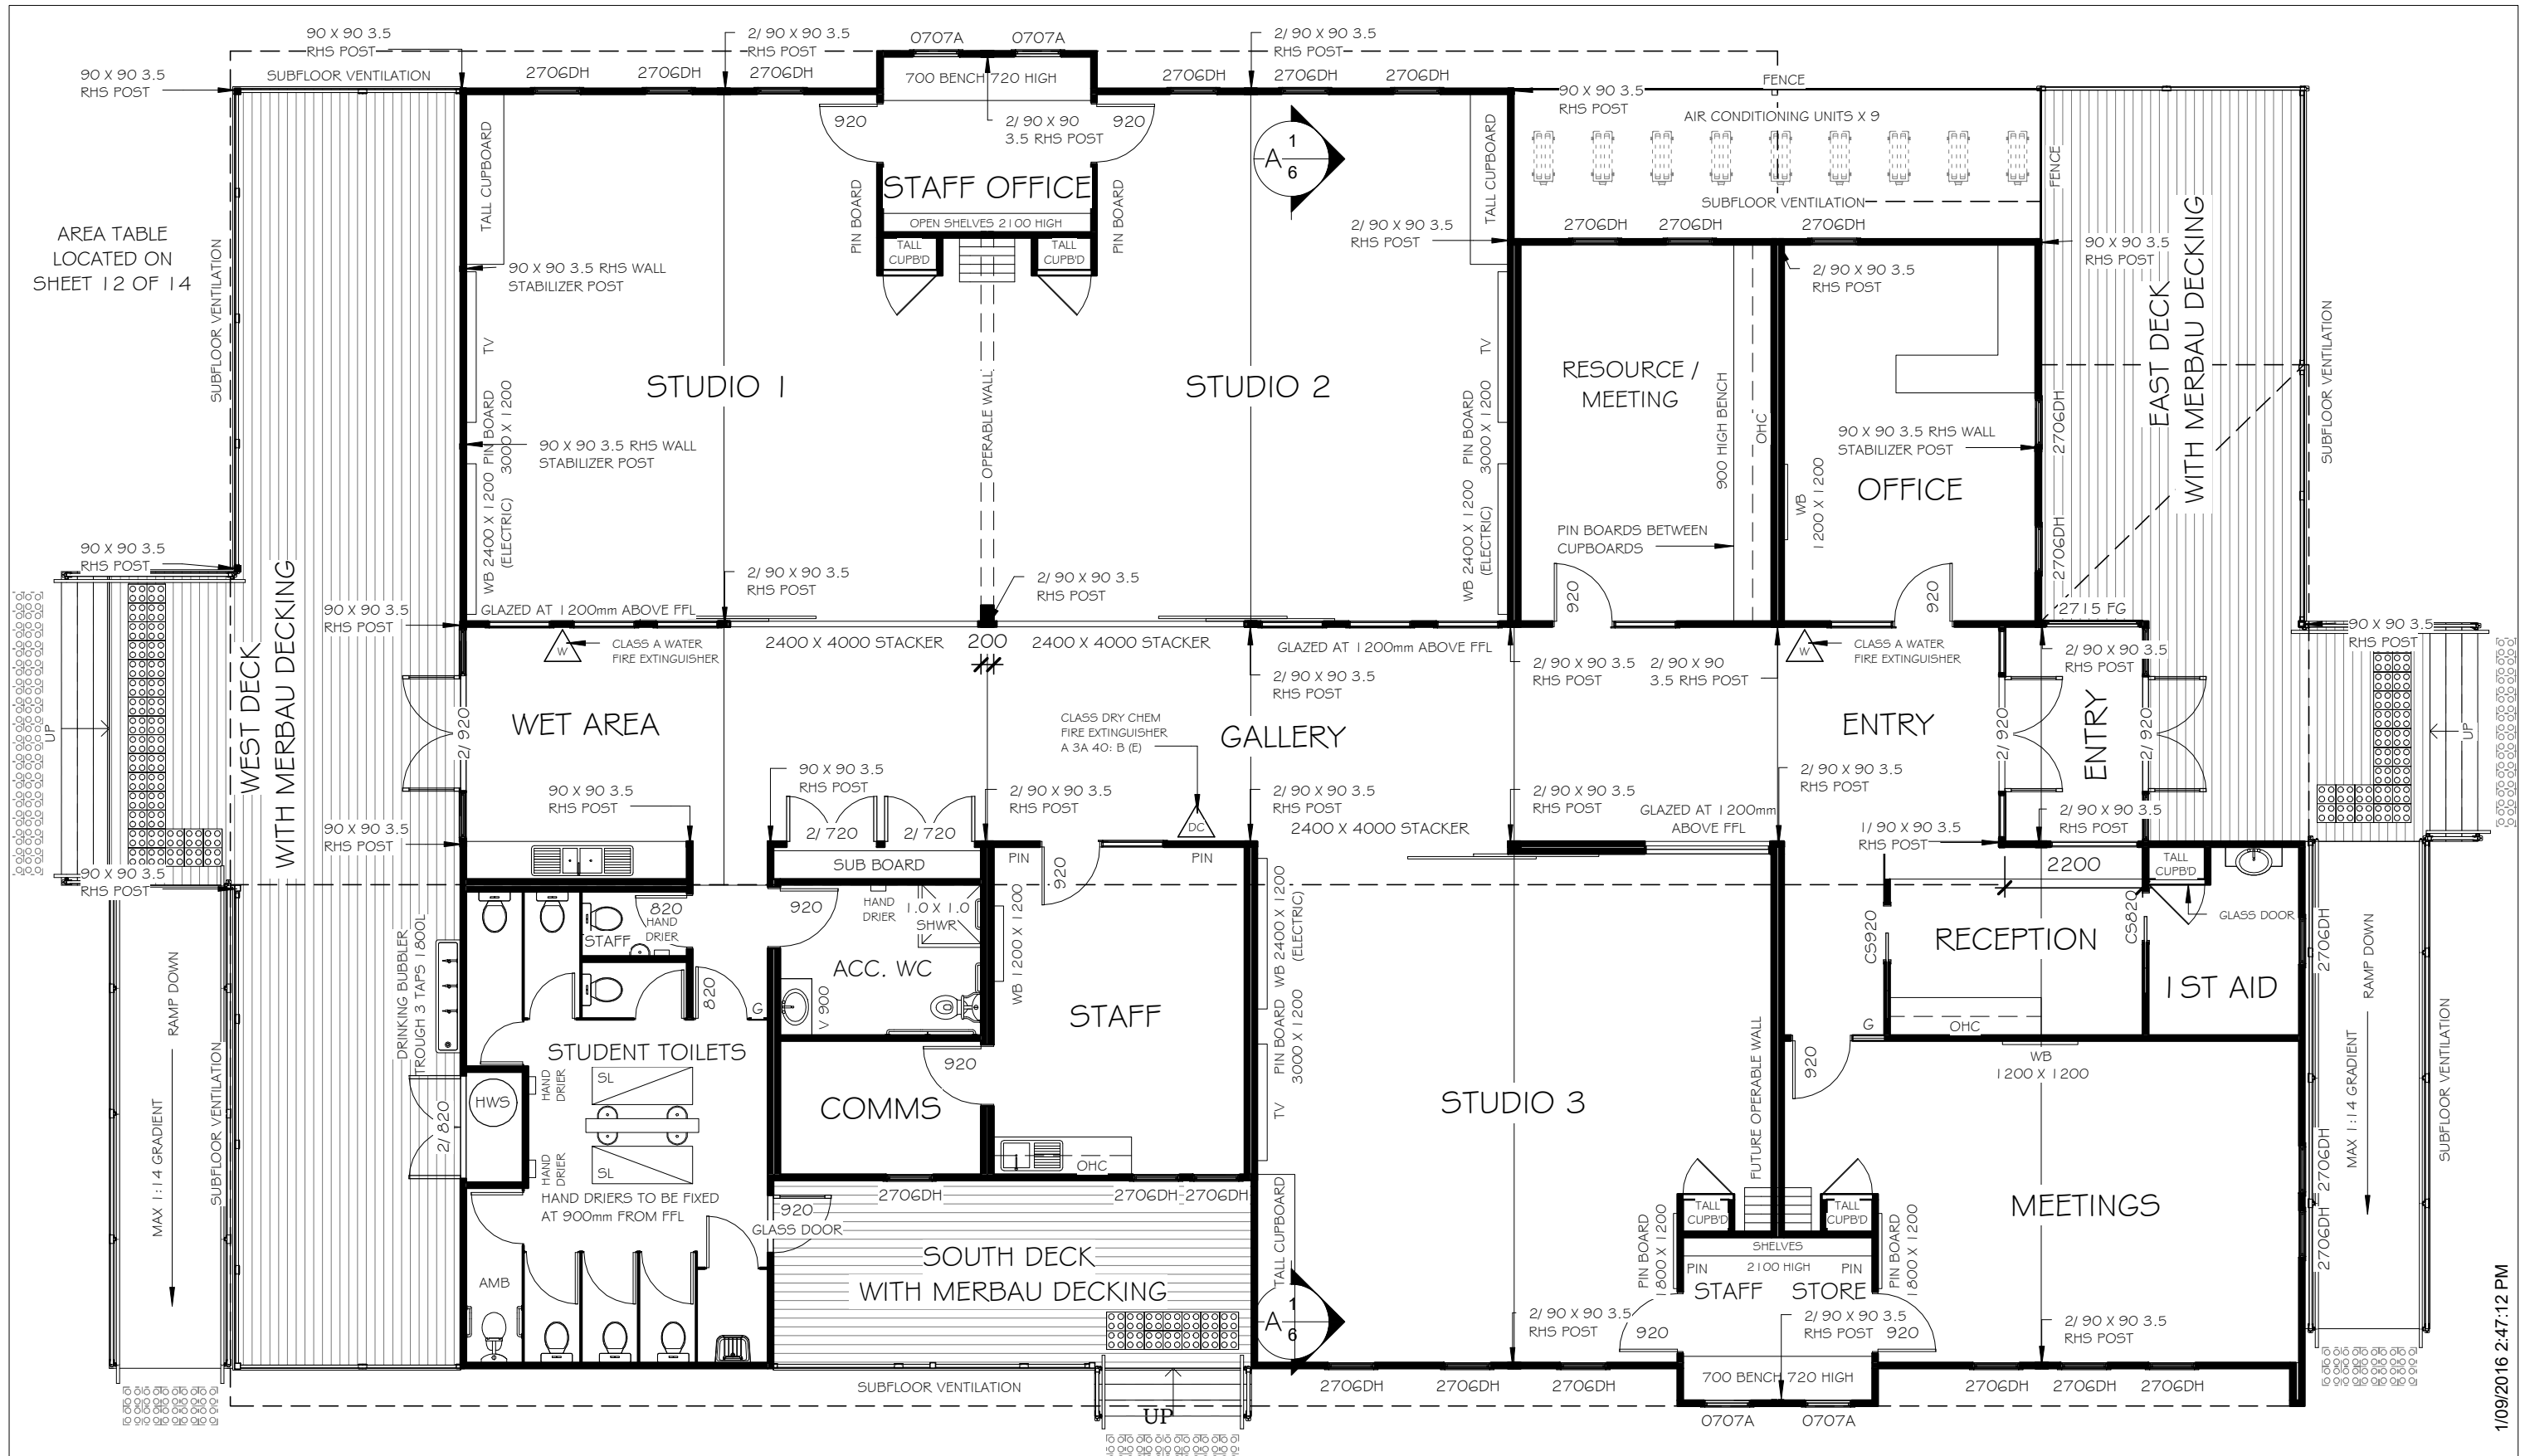 90 X 90 3.5
RHS POST
2/ 90 X 90 3.5
RHS POST
0707A
0707A
2/ 90 X 90 3.5
RHS POST
90 X 90 3.5
RHS POST
SUBFLOOR VENTILATION
2706DH
2706DH
2706DH
700 BENCH 720 HIGH
2706DH
2706DH
2706DH
FENCE
90 X 90 3.5
RHS POST
AIR CONDITIONING UNITS X 9
920
2/ 90 X 90
3.5 RHS POST
920
A
1
6
TALL CUPBOARD
PIN BOARD
STAFF OFFICE
PIN BOARD
OPEN SHELVES 2100 HIGH
TALL
CUPB'D
TALL
CUPB'D
TALL CUPBOARD
2/ 90 X 90 3.5
RHS POST
SUBFLOOR VENTILATION
2706DH
2706DH
2706DH
FENCE
90 X 90 3.5
RHS POST
AREA TABLE
LOCATED ON
SHEET 12 OF 14
SUBFLOOR VENTILATION
90 X 90 3.5 RHS WALL
STABILIZER POST
2/ 90 X 90 3.5
RHS POST
EAST DECK
WITH MERBAU DECKING
SUBFLOOR VENTILATION
TV
STUDIO 1
OPERABLE WALL
STUDIO 2
TV
RESOURCE /
MEETING
900 HIGH BENCH
OHC
2706DH
WB 2400 X 1200 PIN BOARD
(ELECTRIC) 3000 X 1200
90 X 90 3.5 RHS WALL
STABILIZER POST
WB 2400 X 1200 PIN BOARD
(ELECTRIC) 3000 X 1200
90 X 90 3.5 RHS WALL
STABILIZER POST
WB
1200 X 1200
OFFICE
PIN BOARDS BETWEEN
CUPBOARDS
2706DH
90 X 90 3.5
RHS POST
2/ 90 X 90 3.5
RHS POST
2/ 90 X 90 3.5
RHS POST
920
920
2715 FG
90 X 90 3.5
RHS POST
GLAZED AT 1200mm ABOVE FFL
90 X 90 3.5
RHS POST
W
CLASS A WATER
FIRE EXTINGUISHER
2400 X 4000 STACKER
200
2400 X 4000 STACKER
GLAZED AT 1200mm ABOVE FFL
2/ 90 X 90 3.5
RHS POST
2/ 90 X 90 3.5
RHS POST
2/ 90 X 90
3.5 RHS POST
W
CLASS A WATER
FIRE EXTINGUISHER
2/ 90 X 90 3.5
RHS POST
UP
WEST DECK
WITH MERBAU DECKING
2/ 920
WET AREA
CLASS DRY CHEM
FIRE EXTINGUISHER
A 3A 40: B (E)
GALLERY
ENTRY
2/ 920
ENTRY
2/ 920
UP
90 X 90 3.5
RHS POST
90 X 90 3.5
RHS POST
2/ 90 X 90 3.5
RHS POST
DC
2/ 90 X 90 3.5
RHS POST
2/ 90 X 90 3.5
RHS POST
2/ 90 X 90 3.5
RHS POST
GLAZED AT 1200mm
ABOVE FFL
2/ 90 X 90 3.5
RHS POST
90 X 90 3.5
RHS POST
2/ 720
2/ 720
2400 X 4000 STACKER
1/ 90 X 90 3.5
RHS POST
90 X 90 3.5
RHS POST
SUB BOARD
PIN
920
PIN
2200
TALL
CUPB'D
GLASS DOOR
820
HAND
DRIER
STAFF
920
HAND
DRIER
1.0 X 1.0
SHWR
WB 1200 X 1200
PIN BOARD WB 2400 X 1200
3000 X 1200 (ELECTRIC)
TV
CS920
RECEPTION
CS820
1ST AID
2706DH
RAMP DOWN
MAX 1:14 GRADIENT
SUBFLOOR VENTILATION
DRINKING BUBBLER
TROUGH 3 TAPS 1800L
820
G
ACC. WC
V 900
STAFF
OHC
G
RAMP DOWN
MAX 1:14 GRADIENT
SUBFLOOR VENTILATION
STUDENT TOILETS
SL
HAND
DRIER
HWS
2/ 820
HAND
DRIER
SL
COMMS
920
STUDIO 3
FUTURE OPERABLE WALL
920
WB
1200 X 1200
2706DH 2706DH
OHC
HAND DRIERS TO BE FIXED
AT 900mm FROM FFL
920
GLASS DOOR
2706DH
2706DH
2706DH
TALL CUPBOARD
TALL
CUPB'D
TALL
CUPB'D
MEETINGS
AMB
SOUTH DECK
WITH MERBAU DECKING
A
1
6
PIN BOARD
1800 X 1200
SHELVES
2100 HIGH
PIN
PIN
STAFF STORE
PIN BOARD
1800 X 1200
2/ 90 X 90 3.5
RHS POST
920
2/ 90 X 90 3.5
RHS POST
920
2/ 90 X 90 3.5
RHS POST
SUBFLOOR VENTILATION
UP
2706DH
2706DH
2706DH
700 BENCH 720 HIGH
0707A
0707A
2706DH
2706DH
2706DH
1/09/2016 2:47:12 PM